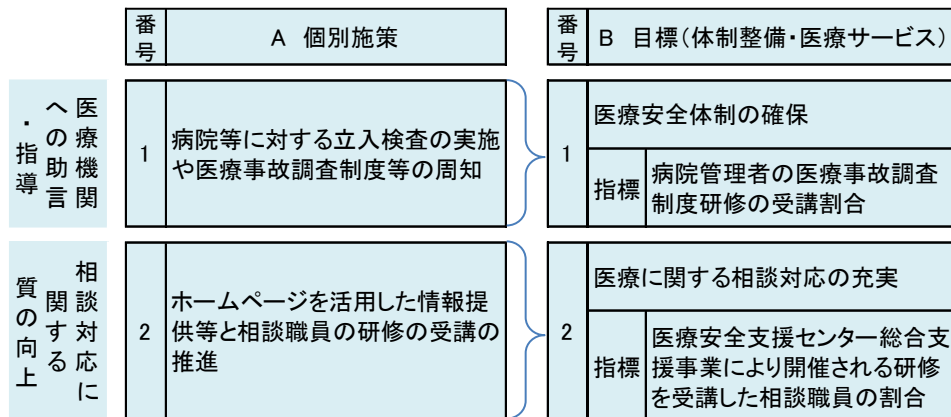 番号
A 個別施策
番号
B 目標(体制整備・医療サービス)
医療機関
への助言
・指導
1
病院等に対する立入検査の実施
や医療事故調査制度等の周知
1
医療安全体制の確保
指標
病院管理者の医療事故調査
制度研修の受講割合
相談対応に
関する
質の向上
2
ホームページを活用した情報提
供等と相談職員の研修の受講の
推進
2
医療に関する相談対応の充実
指標
医療安全支援センター総合支
援事業により開催される研修
を受講した相談職員の割合